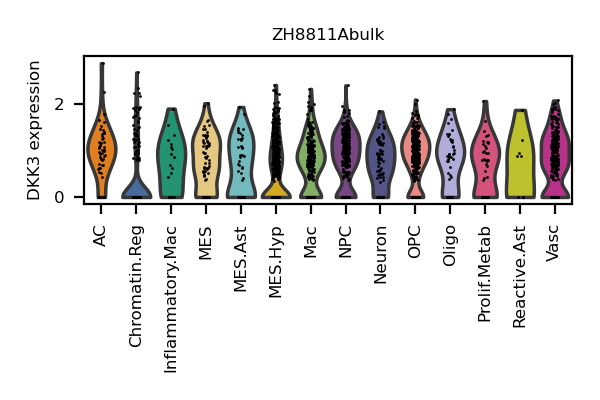 ZH8811Abulk
DKK3 expression
2
0
AC
Chromatin.Reg
Inflammatory.Mac
MES
MES.Ast
MES.Hyp
Mac
NPC
Neuron
OPC
Oligo
Prolif.Metab
Reactive.Ast
Vasc